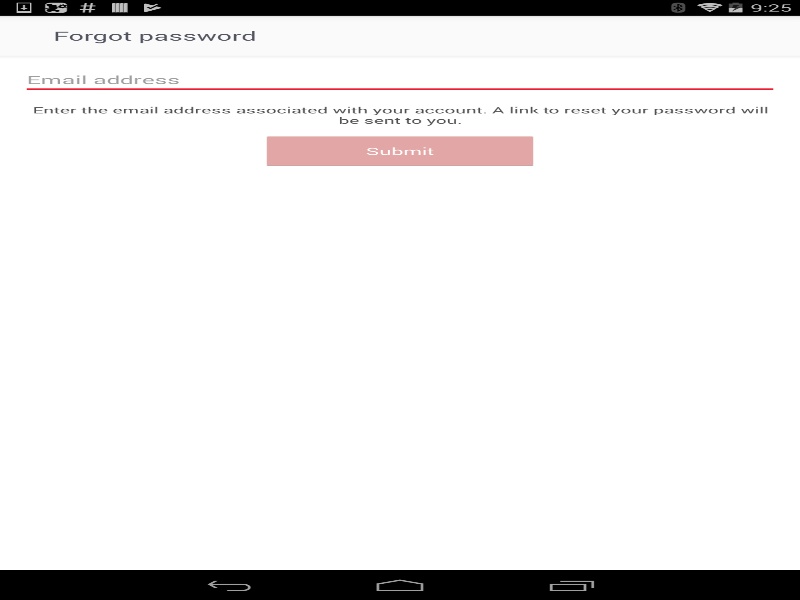 9:25
Forgot password
Email address
Enter the email address associated with your account. A link to reset your password will
be sent to you.
Submit